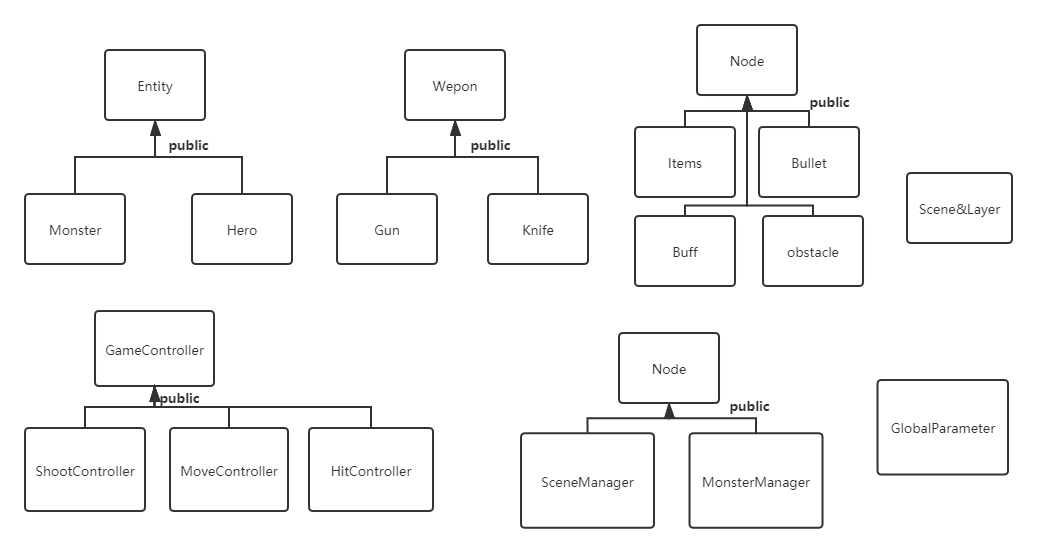 Entity
public
Monster
Hero
Wepon
public
Gun
Knife
Node
public
Items
Bullet
Buff
obstacle
Scene&Layer
GameController
public
ShootController
MoveController
HitController
Node
public
SceneManager
MonsterManager
GlobalParameter